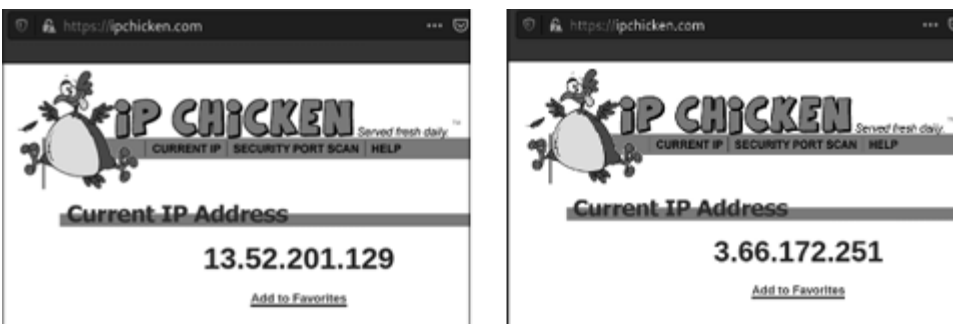 https://ipchicken.com
iP CHiCKEN
Served fresh daily.
™
CURRENT IP | SECURITY PORT SCAN | HELP
Current IP Address
13.52.201.129
Add to Favorites
https://ipchicken.com
iP CHiCKEN
Served fresh daily.
™
CURRENT IP | SECURITY PORT SCAN | HELP
Current IP Address
3.66.172.251
Add to Favorites